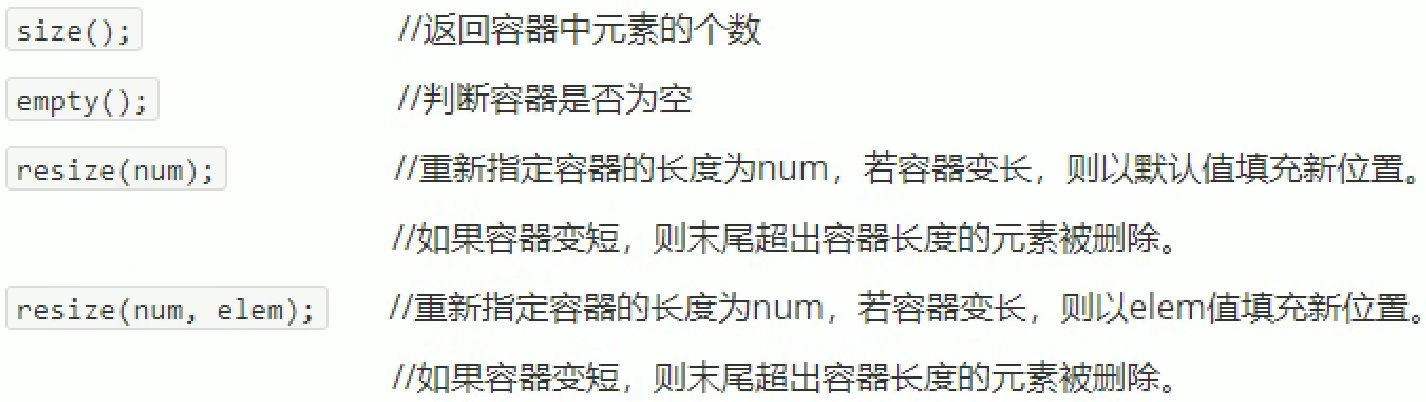 size(); //返回容器中元素的个数
empty(); //判断容器是否为空
resize(num); //重新指定容器的长度为num，若容器变长，则以默认值填充新位置。
//如果容器变短，则末尾超出容器长度的元素被删除。
resize(num, elem); //重新指定容器的长度为num，若容器变长，则以elem值填充新位置。
//如果容器变短，则末尾超出容器长度的元素被删除。